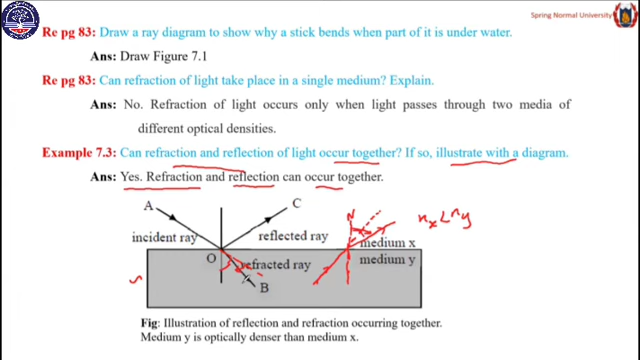 Spring Normal University
Re pg 83: Draw a ray diagram to show why a stick bends when part of it is under water.
Ans: Draw Figure 7.1
Re pg 83: Can refraction of light take place in a single medium? Explain.
Ans: No. Refraction of light occurs only when light passes through two media of
different optical densities.
Example 7.3: Can refraction and reflection of light occur together? If so, illustrate with a diagram.
Ans: Yes. Refraction and reflection can occur together.
A
C
N
nx < ny
incident ray
reflected ray
medium x
O
refracted ray
medium y
B
Fig: Illustration of reflection and refraction occurring together.
Medium y is optically denser than medium x.